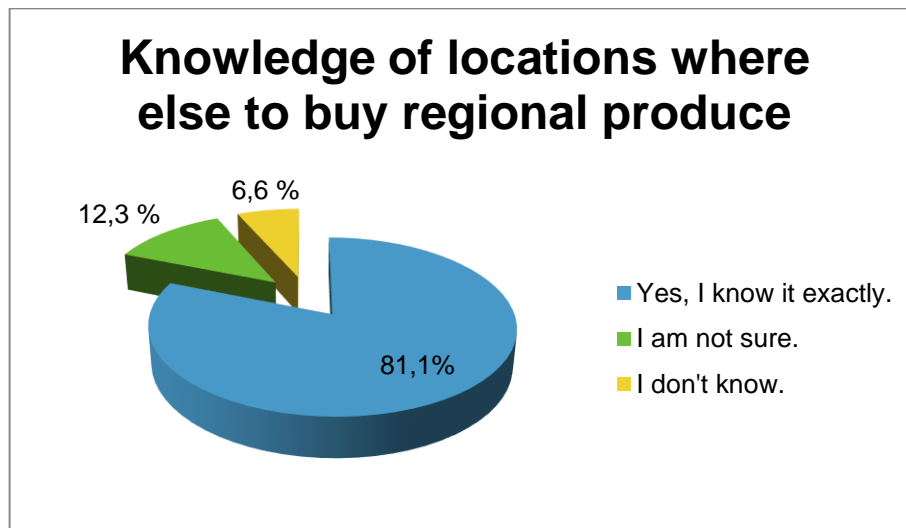 Knowledge of locations where
else to buy regional produce
6,6 %
12,3 %
81,1%
Yes, I know it exactly.
I am not sure.
I don't know.